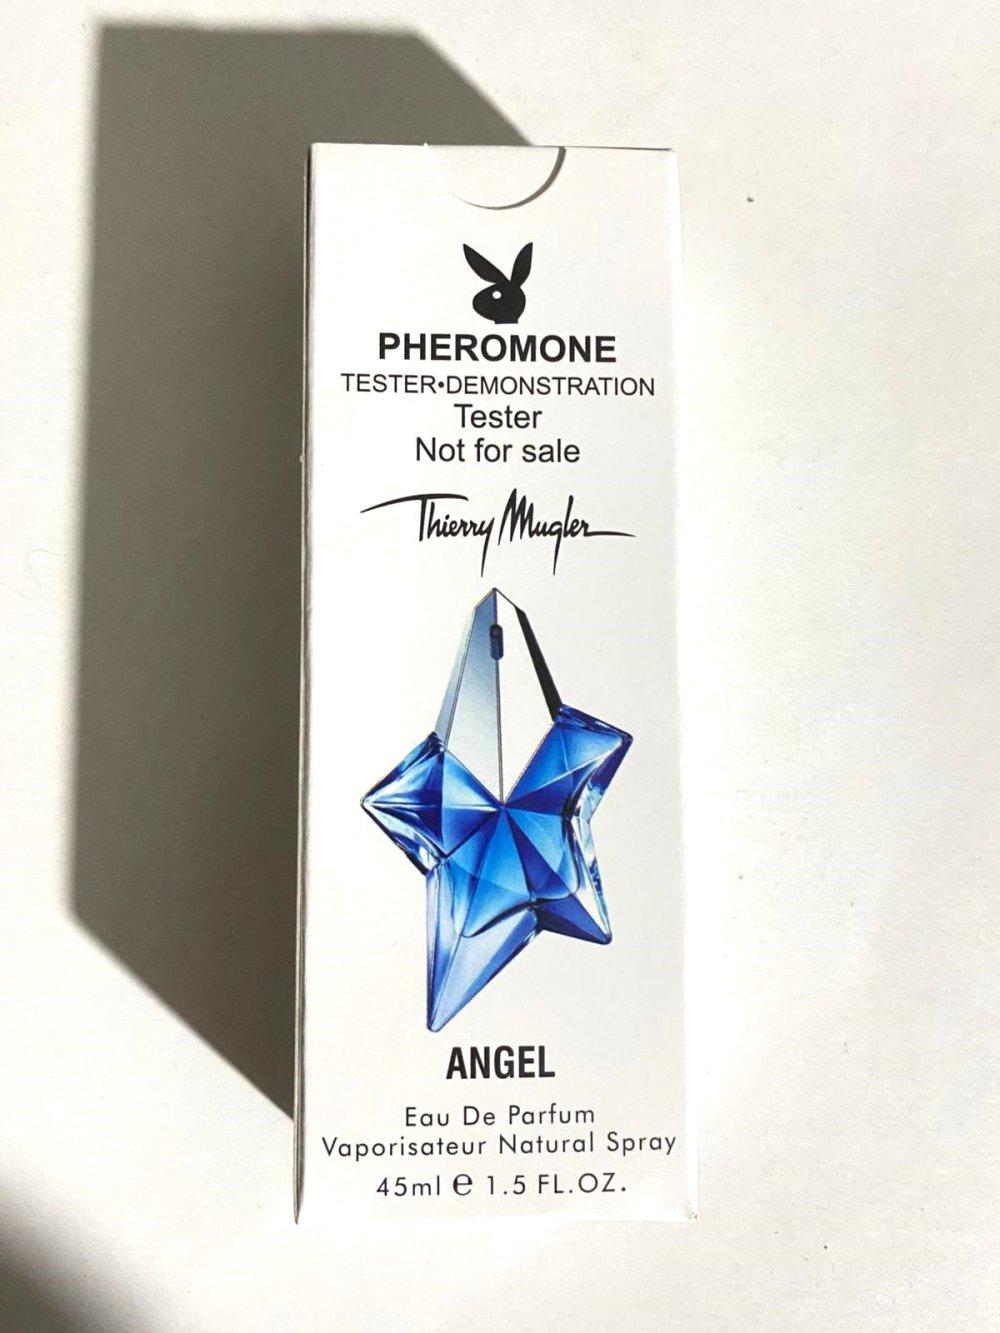 PHEROMONE
TESTER•DEMONSTRATION
Tester
Not for sale
Thierry Mugler
ANGEL
Eau De Parfum
Vaporisateur Natural Spray
45ml e 1.5 FL.OZ.